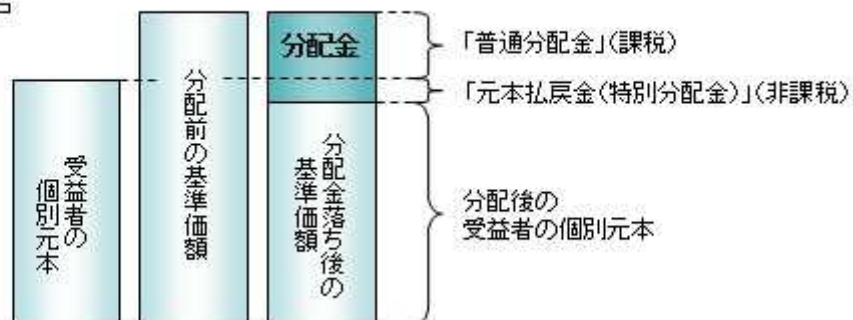 受益者の
個別元本
分配前の基準価額
分配金
分配金落ち後の
基準価額
「普通分配金」(課税)
「元本払戻金(特別分配金)」(非課税)
分配後の
受益者の個別元本